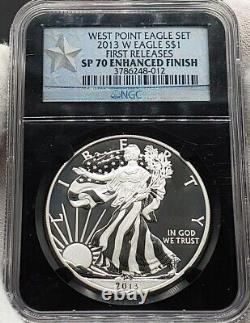 WEST POINT EAGLE SET
2013 W EAGLE S$1
FIRST RELEASES
SP 70 ENHANCED FINISH
3786248-012
NGC
LIBERTY
IN GOD
WE TRUST
2013